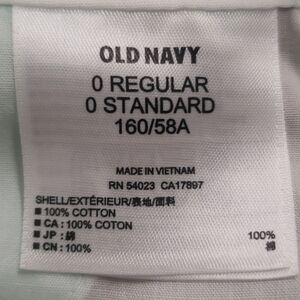 OLD NAVY
0 REGULAR
0 STANDARD
160/58A
MADE IN VIETNAM
RN 54023 CA17897
SHELL/EXTÉRIEUR/表地/面料
■ 100% COTTON
■ CA : 100% COTON
■ JP : 綿 100%
■ CN : 100% 棉